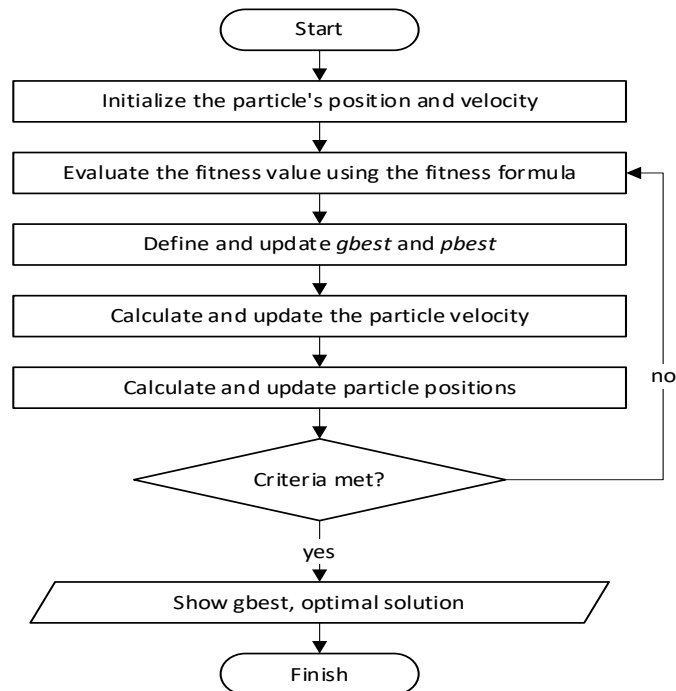 Start
Initialize the particle's position and velocity
Evaluate the fitness value using the fitness formula
Define and update gbest and pbest
Calculate and update the particle velocity
Calculate and update particle positions
no
Criteria met?
yes
Show gbest, optimal solution
Finish